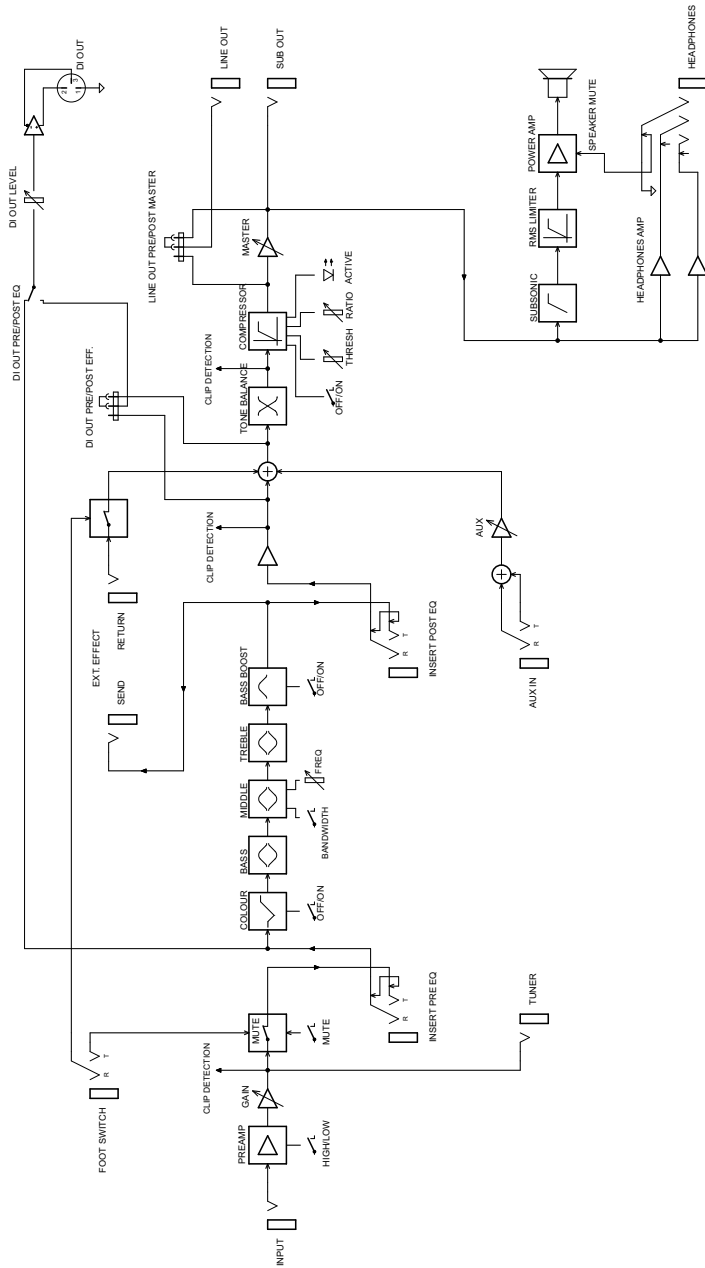 INPUT
PREAMP
HIGH/LOW
GAIN
CLIP DETECTION
TUNER
FOOT SWITCH
R
T
MUTE
MUTE
INSERT PRE EQ
R
T
COLOUR
OFF/ON
BASS
MIDDLE
BANDWIDTH
FREQ
TREBLE
BASS BOOST
OFF/ON
EXT. EFFECT
SEND
RETURN
INSERT POST EQ
R
T
CLIP DETECTION
AUX IN
R
T
AUX
DI OUT PRE/POST EFF.
DI OUT PRE/POST EQ
DI OUT LEVEL
DI OUT
1
2
3
TONE BALANCE
CLIP DETECTION
COMPRESSOR
OFF/ON
THRESH
RATIO
ACTIVE
MASTER
LINE OUT PRE/POST MASTER
LINE OUT
SUB OUT
SUBSONIC
RMS LIMITER
POWER AMP
SPEAKER MUTE
HEADPHONES AMP
HEADPHONES